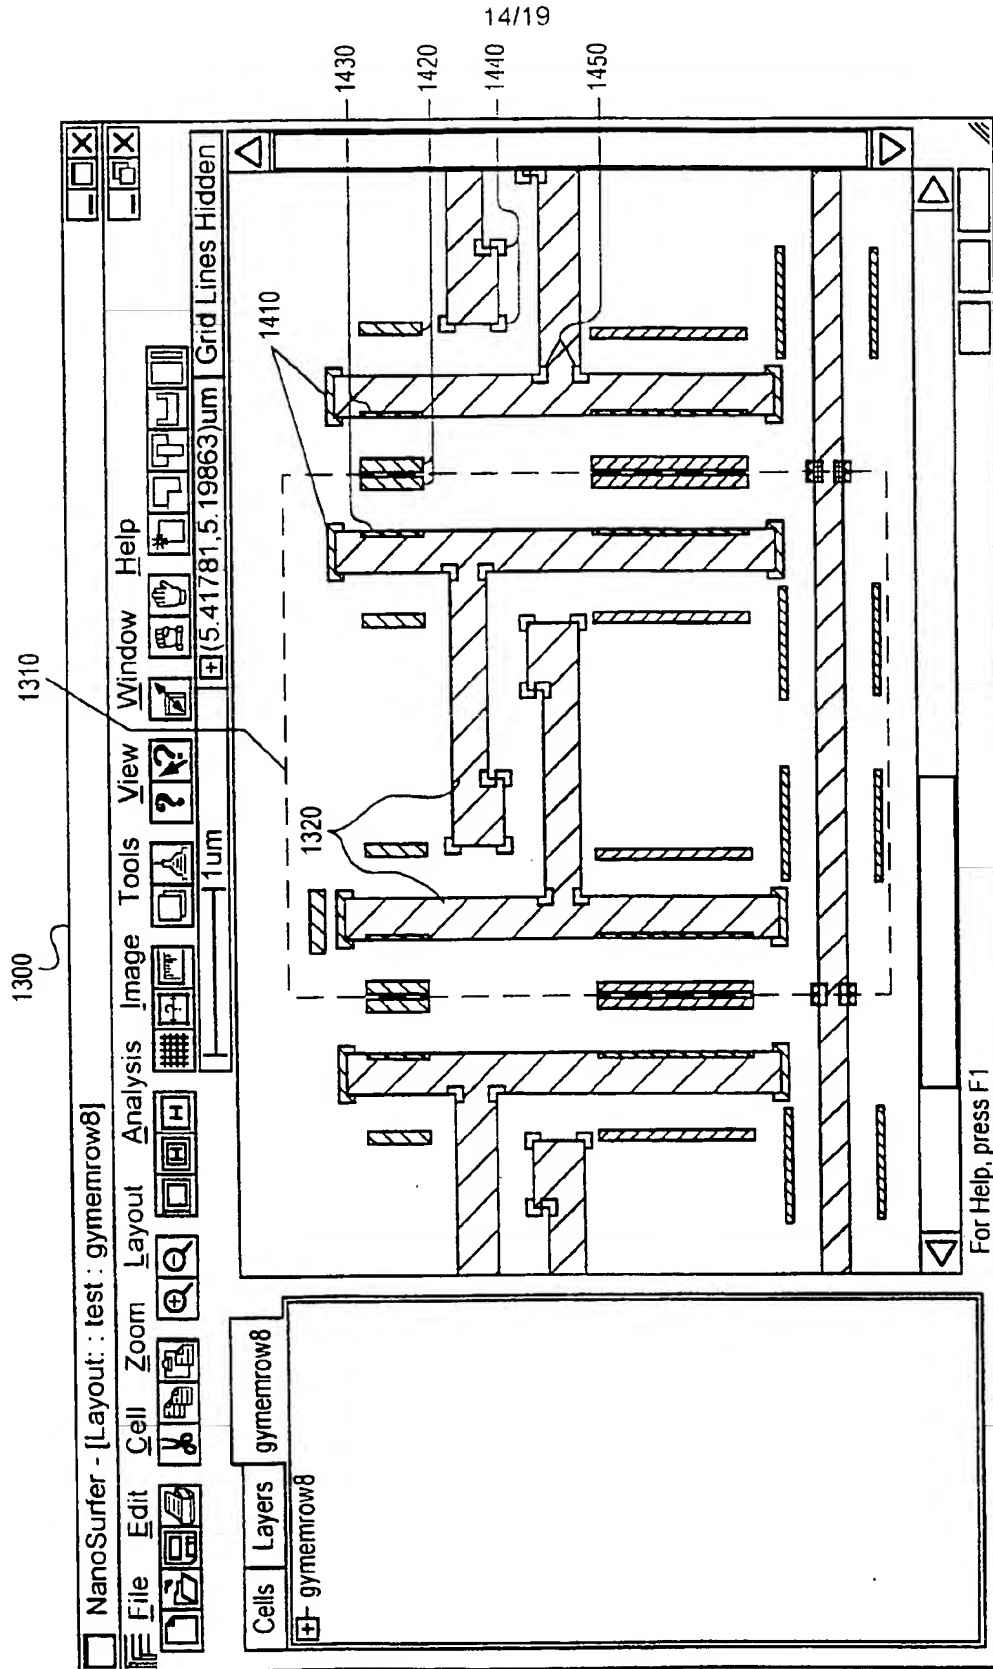 14/19
1300
1310
NanoSurfer - [Layout: : test : gymemrow8]
File Edit Cell Zoom Layout Analysis Image Tools View Window Help
1um
(5.41781,5.19863)um
Grid Lines Hidden
Cells Layers gymemrow8
gymemrow8
1320
1410
1430
1420
1440
1450
For Help, press F1